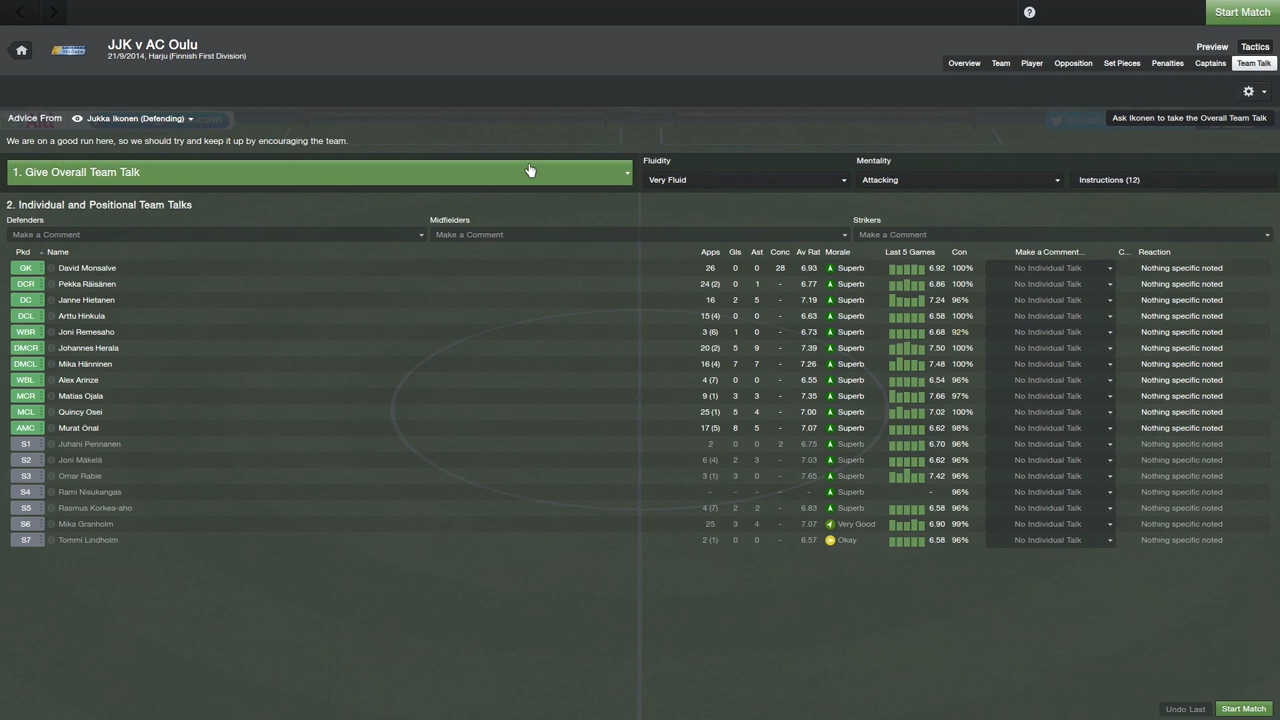 Start Match
JJK v AC Oulu
21/9/2014, Harju (Finnish First Division)
Preview Tactics
Overview Team Player Opposition Set Pieces Penalties Captains Team Talk
Advice From Jukka Ikonen (Defending)
Ask Ikonen to take the Overall Team Talk
We are on a good run here, so we should try and keep it up by encouraging the team.
1. Give Overall Team Talk
Fluidity Mentality
Very Fluid Attacking Instructions (12)
2. Individual and Positional Team Talks
Defenders Midfielders Strikers
Make a Comment Make a Comment Make a Comment
Pkd Name Apps Gls Ast Conc Av Rat Morale Last 5 Games Con Make a Comment... C... Reaction
GK David Monsalve 26 0 0 28 6.93 Superb 6.92 100% No Individual Talk Nothing specific noted
DCR Pekka Räisänen 24 (2) 0 1 - 6.77 Superb 6.86 100% No Individual Talk Nothing specific noted
DC Janne Hietanen 16 2 5 - 7.19 Superb 7.24 96% No Individual Talk Nothing specific noted
DCL Arttu Hinkula 15 (4) 0 0 - 6.63 Superb 6.58 100% No Individual Talk Nothing specific noted
WBR Joni Remesaho 3 (6) 1 0 - 6.73 Superb 6.68 92% No Individual Talk Nothing specific noted
DMCR Johannes Herala 20 (2) 5 9 - 7.39 Superb 7.50 100% No Individual Talk Nothing specific noted
DMCL Mika Hänninen 16 (4) 7 7 - 7.26 Superb 7.48 100% No Individual Talk Nothing specific noted
WBL Alex Arinze 4 (7) 0 0 - 6.55 Superb 6.54 96% No Individual Talk Nothing specific noted
MCR Matias Ojala 9 (1) 3 3 - 7.35 Superb 7.66 97% No Individual Talk Nothing specific noted
MCL Quincy Osei 25 (1) 5 4 - 7.00 Superb 7.02 100% No Individual Talk Nothing specific noted
AMC Murat Önal 17 (5) 8 5 - 7.07 Superb 6.62 98% No Individual Talk Nothing specific noted
S1 Juhani Pennanen 2 0 0 2 6.75 Superb 6.70 96% No Individual Talk Nothing specific noted
S2 Joni Mäkelä 6 (4) 2 3 - 7.03 Superb 6.62 96% No Individual Talk Nothing specific noted
S3 Omar Rabie 3 (1) 3 0 - 7.65 Superb 7.42 96% No Individual Talk Nothing specific noted
S4 Rami Nisukangas - - - - - Superb - 96% No Individual Talk Nothing specific noted
S5 Rasmus Korkea-aho 4 (7) 2 2 - 6.83 Superb 6.58 96% No Individual Talk Nothing specific noted
S6 Mika Granholm 25 3 4 - 7.07 Very Good 6.90 99% No Individual Talk Nothing specific noted
S7 Tommi Lindholm 2 (1) 0 0 - 6.57 Okay 6.58 96% No Individual Talk Nothing specific noted
Undo Last Start Match